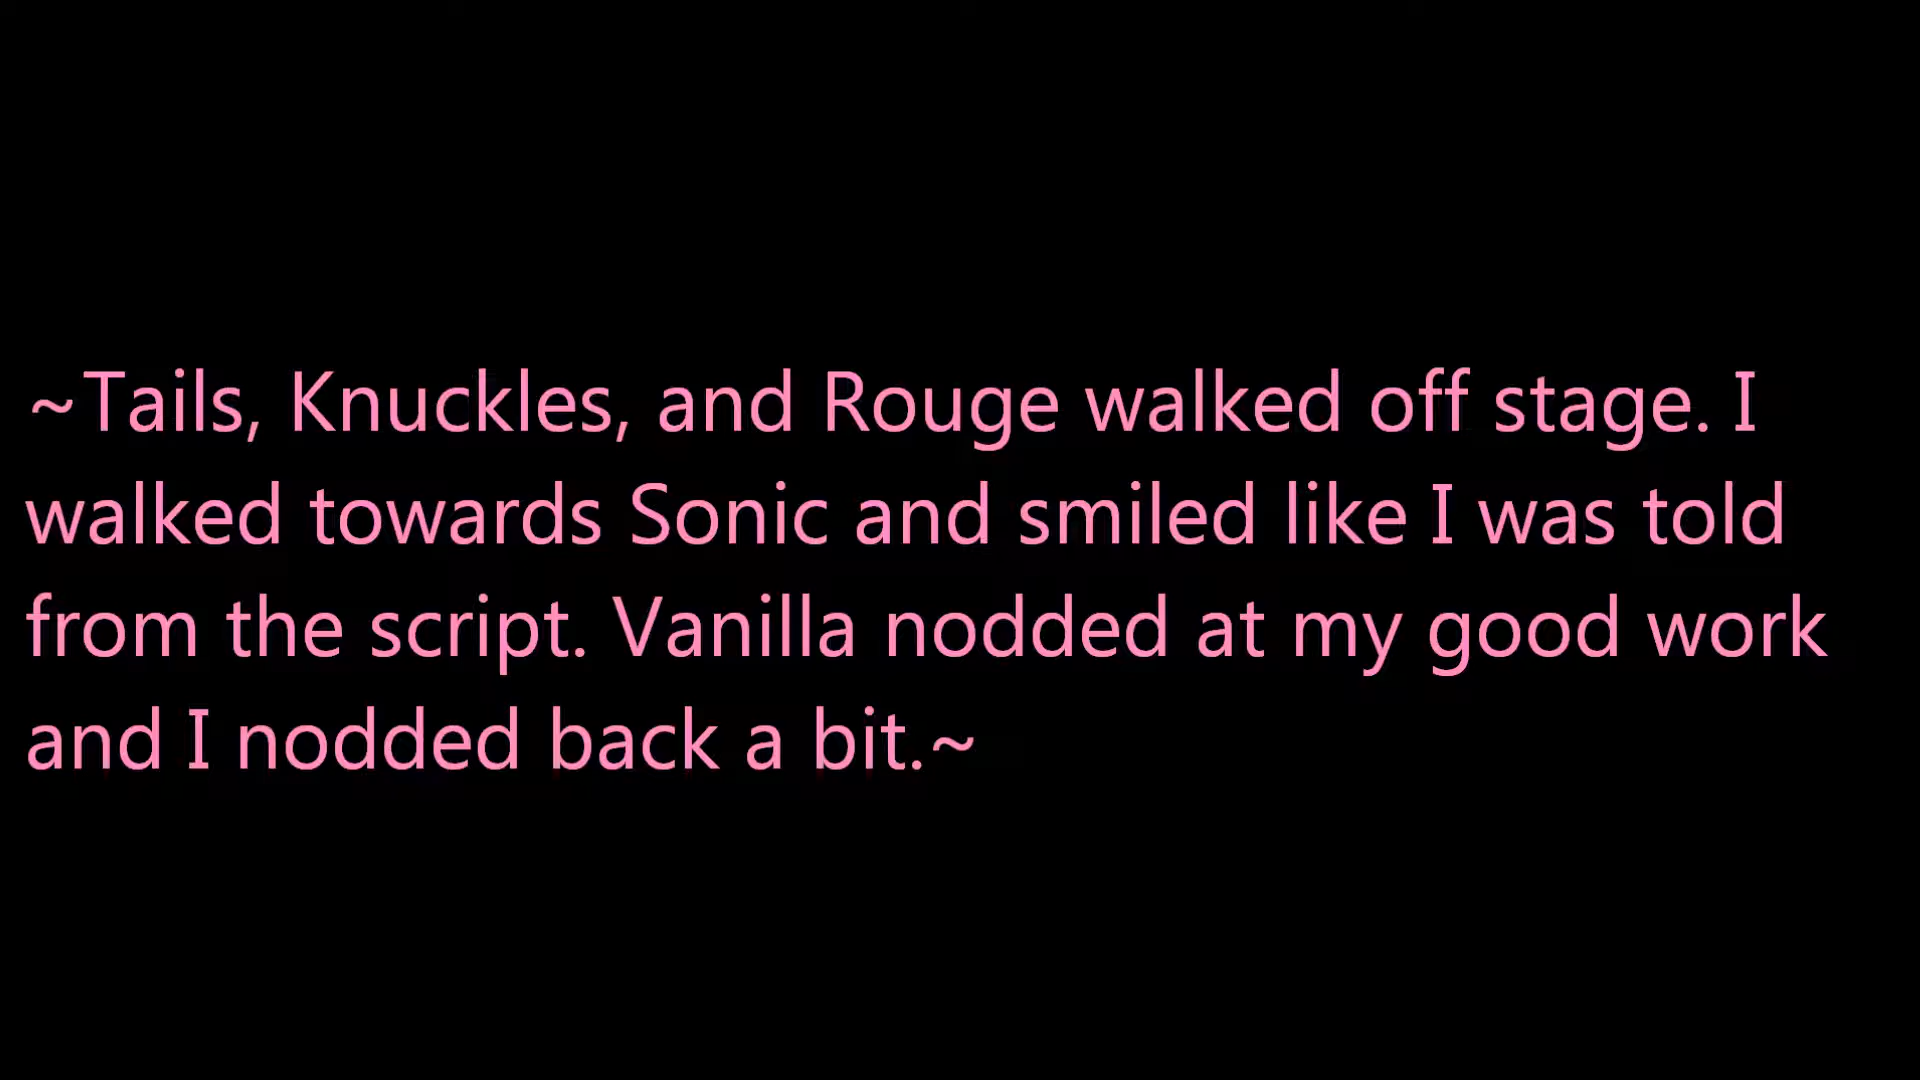 ~Tails, Knuckles, and Rouge walked off stage. I
walked towards Sonic and smiled like I was told
from the script. Vanilla nodded at my good work
and I nodded back a bit.~